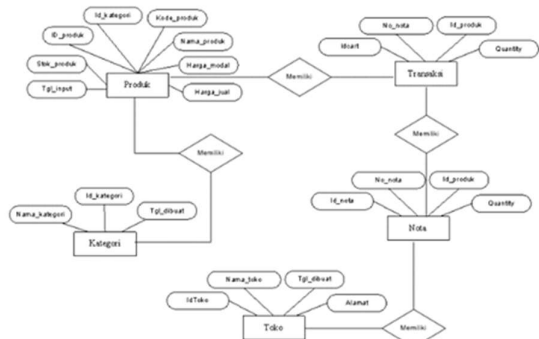 Id_kategori
Kode_produk
ID_produk
Nama_produk
Stok_produk
Harga_modal
Tgl_input
Harga_jual
Produk
Memiliki
No_nota
Id_produk
Idcart
Quantity
Transaksi
Memiliki
Memiliki
Id_kategori
Nama_kategori
Tgl_dibuat
Kategori
No_nota
Id_produk
Id_nota
Quantity
Nota
Nama_toko
Tgl_dibuat
IdToko
Alamat
Toko
Memiliki